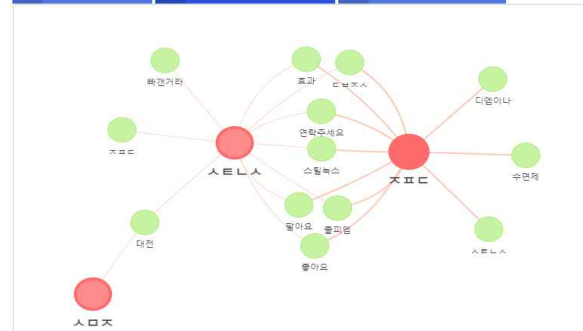 빠갠거라
효과
ㄷㅂㅈㅅ
디엠이나
연락주세요
ㅈㅍㄷ
ㅅㅌㄴㅅ
스틸녹스
ㅈㅍㄷ
수면제
팔아요
졸피뎀
대전
ㅅㅌㄴㅅ
좋아요
ㅅㅁㅈ